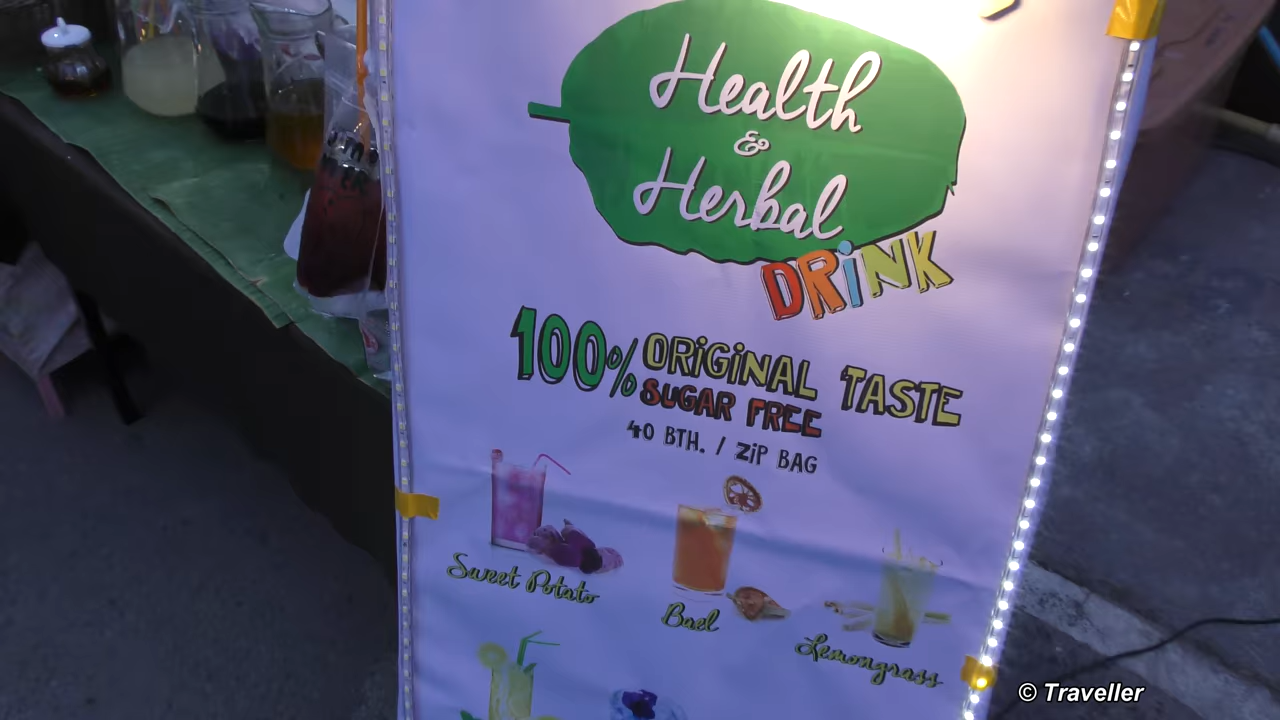 Health
&
Herbal
DRiNK
100% ORiGiNAL TASTE
SUGAR FREE
40 BTH. / ZiP BAG
Sweet Potato
Bael
Lemongrass
© Traveller